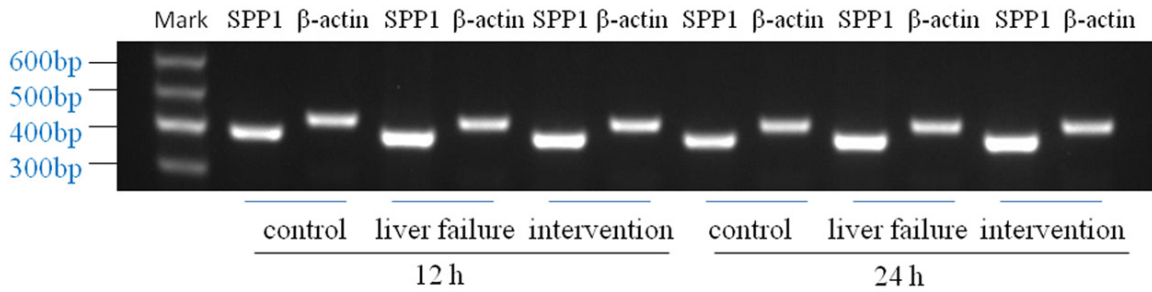 Mark SPP1 β-actin SPP1 β-actin SPP1 β-actin SPP1 β-actin SPP1 β-actin SPP1 β-actin
600bp
500bp
400bp
300bp
control liver failure intervention control liver failure intervention
12 h 24 h